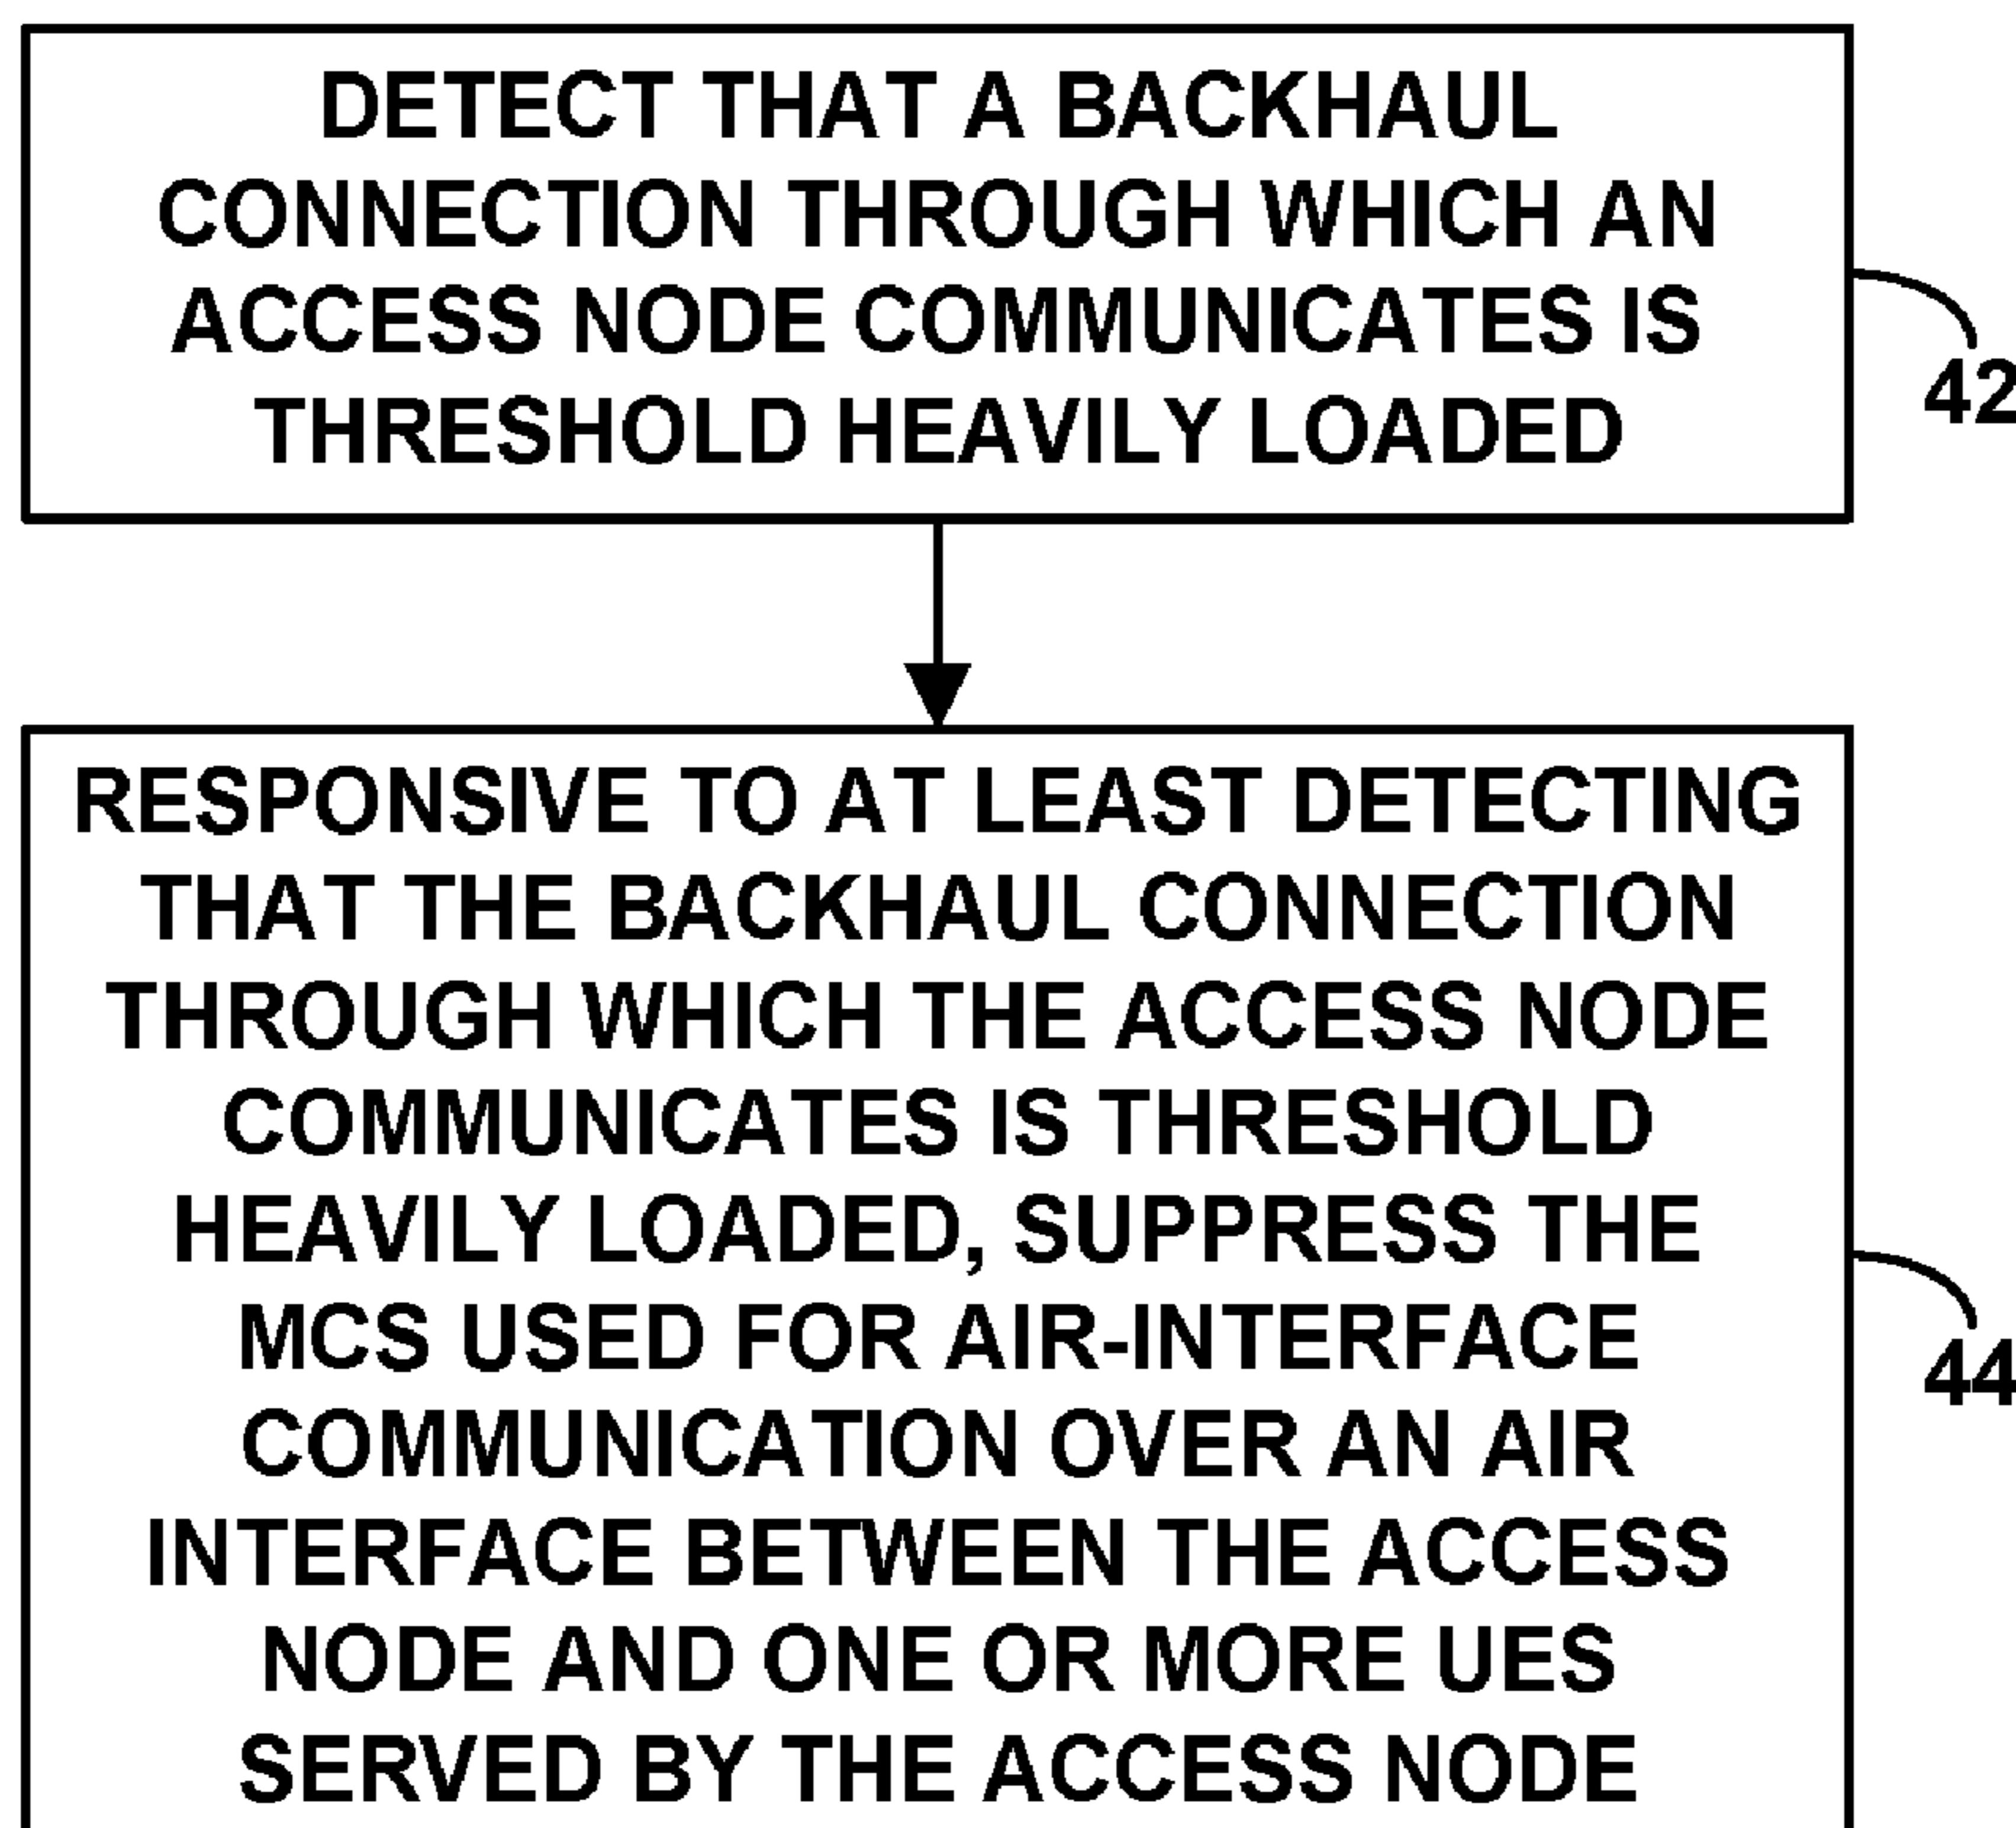 DETECT THAT A BACKHAUL
CONNECTION THROUGH WHICH AN
ACCESS NODE COMMUNICATES IS
THRESHOLD HEAVILY LOADED
42
RESPONSIVE TO AT LEAST DETECTING
THAT THE BACKHAUL CONNECTION
THROUGH WHICH THE ACCESS NODE
COMMUNICATES IS THRESHOLD
HEAVILY LOADED, SUPPRESS THE
MCS USED FOR AIR-INTERFACE
COMMUNICATION OVER AN AIR
INTERFACE BETWEEN THE ACCESS
NODE AND ONE OR MORE UES
SERVED BY THE ACCESS NODE
44